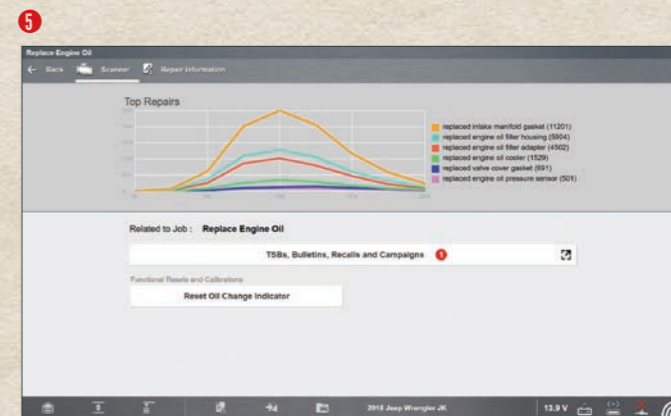 5
Replace Engine Oil
← Back Scanner Repair Information
Top Repairs
replaced intake manifold gasket (11201)
replaced engine oil filter housing (5904)
replaced engine oil filter adapter (4502)
replaced engine oil cooler (1529)
replaced valve cover gasket (691)
replaced engine oil pressure sensor (501)
Related to Job : Replace Engine Oil
TSBs, Bulletins, Recalls and Campaigns 1
Functional Resets and Calibrations
Reset Oil Change Indicator
2018 Jeep Wrangler JK 13.9 V